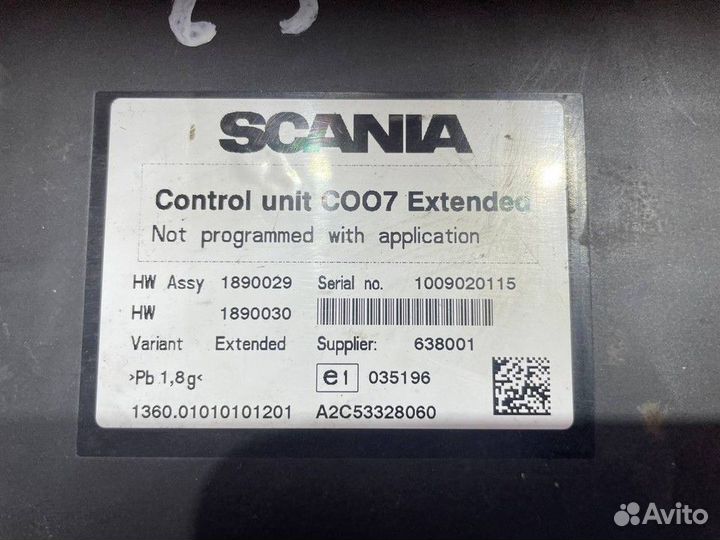 SCANIA
Control unit COO7 Extended
Not programmed with application
HW Assy 1890029 Serial no. 1009020115
HW 1890030
Variant Extended Supplier: 638001
>Pb 1,8g< e1 035196
1360.01010101201 A2C53328060
Avito